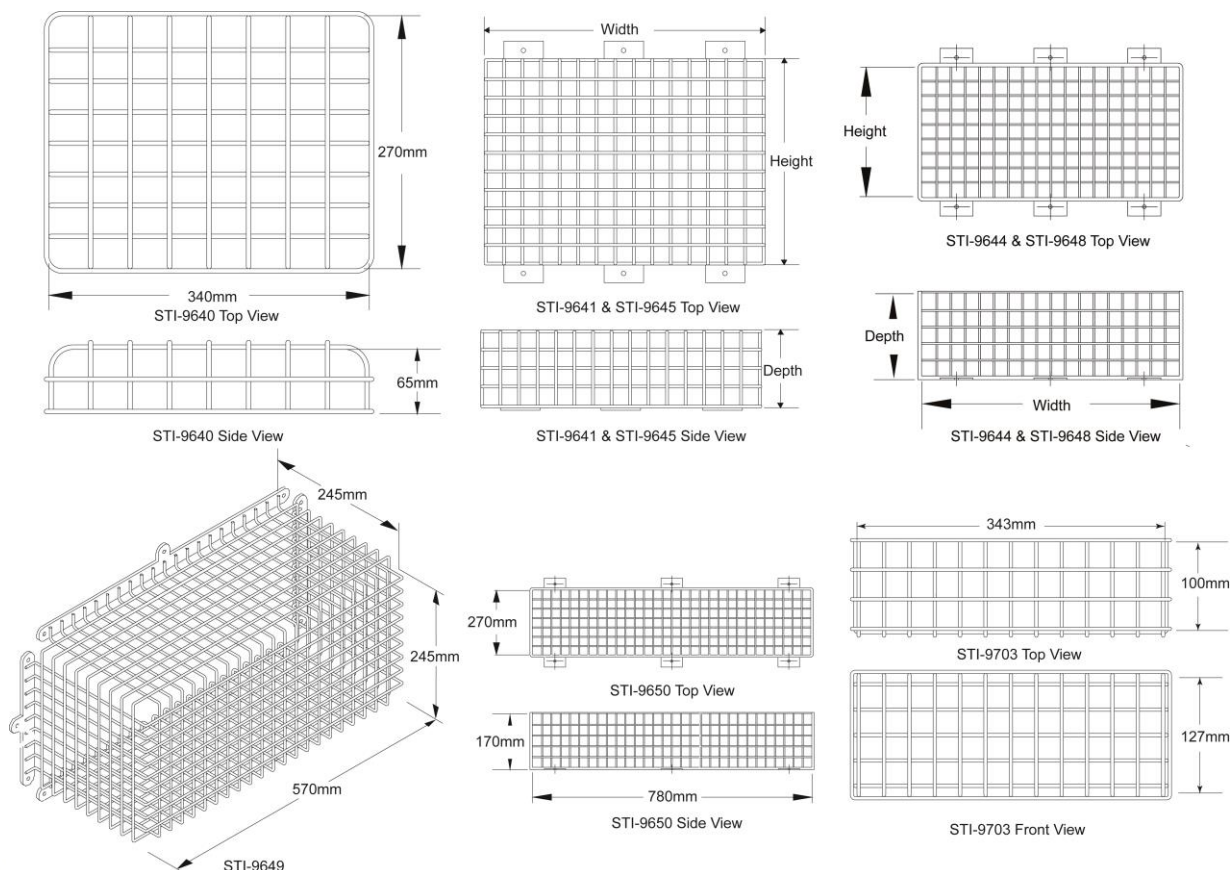 270mm
340mm
STI-9640 Top View
65mm
STI-9640 Side View
Width
Height
STI-9641 & STI-9645 Top View
Depth
STI-9641 & STI-9645 Side View
Height
STI-9644 & STI-9648 Top View
Depth
Width
STI-9644 & STI-9648 Side View
245mm
245mm
570mm
STI-9649
270mm
STI-9650 Top View
170mm
780mm
STI-9650 Side View
343mm
100mm
STI-9703 Top View
127mm
STI-9703 Front View